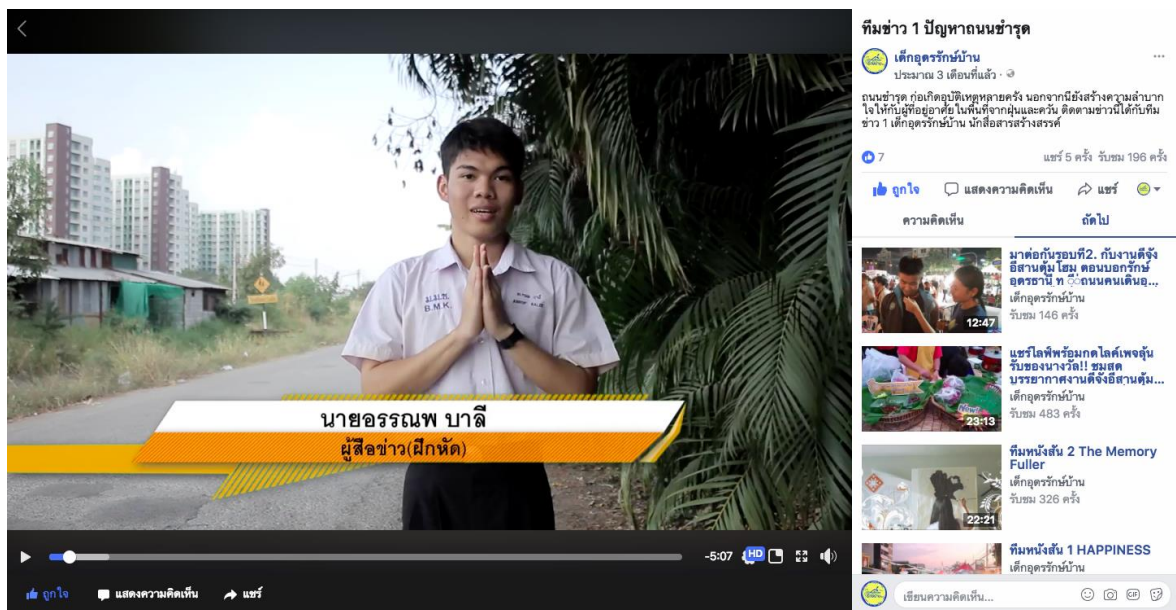 ทีมข่าว 1 ปัญหาถนนชำรุด
เด็กอุดรรักษ์บ้าน
ประมาณ 3 เดือนที่แล้ว ·
ถนนชำรุด ก่อเกิดอุบัติเหตุหลายครั้ง นอกจากนี้ยังสร้างความลำบาก
ใจให้กับผู้ที่อยู่อาศัยในพื้นที่จากฝุ่นและควัน ติดตามข่าวนี้ได้กับทีม
ข่าว 1 เด็กอุดรรักษ์บ้าน นักสื่อสารสร้างสรรค์
7
แชร์ 5 ครั้ง รับชม 196 ครั้ง
ถูกใจ แสดงความคิดเห็น แชร์
ความคิดเห็น ถัดไป
มาต่อกันรอบที่2. กับงานดีจัง
อีสานตุ้มโฮม ตอนบอกรักษ์
อุดรธานี ท ี่ถนนคนเดินอุ...
เด็กอุดรรักษ์บ้าน
รับชม 146 ครั้ง
12:47
แชร์ไลฟ์พร้อมกดไลค์เพจลุ้น
รับของนางวัล!! ชมสด
บรรยากาศงานดีจังอีสานตุ้ม...
เด็กอุดรรักษ์บ้าน
รับชม 483 ครั้ง
23:13
ทีมหนังสั้น 2 The Memory
Fuller
เด็กอุดรรักษ์บ้าน
รับชม 326 ครั้ง
22:21
ทีมหนังสั้น 1 HAPPINESS
เด็กอุดรรักษ์บ้าน
เขียนความคิดเห็น...
GIF
B.M.K.
นายอรรณพ บาลี
ผู้สื่อข่าว(ฝึกหัด)
-5:07 HD
ถูกใจ แสดงความคิดเห็น แชร์